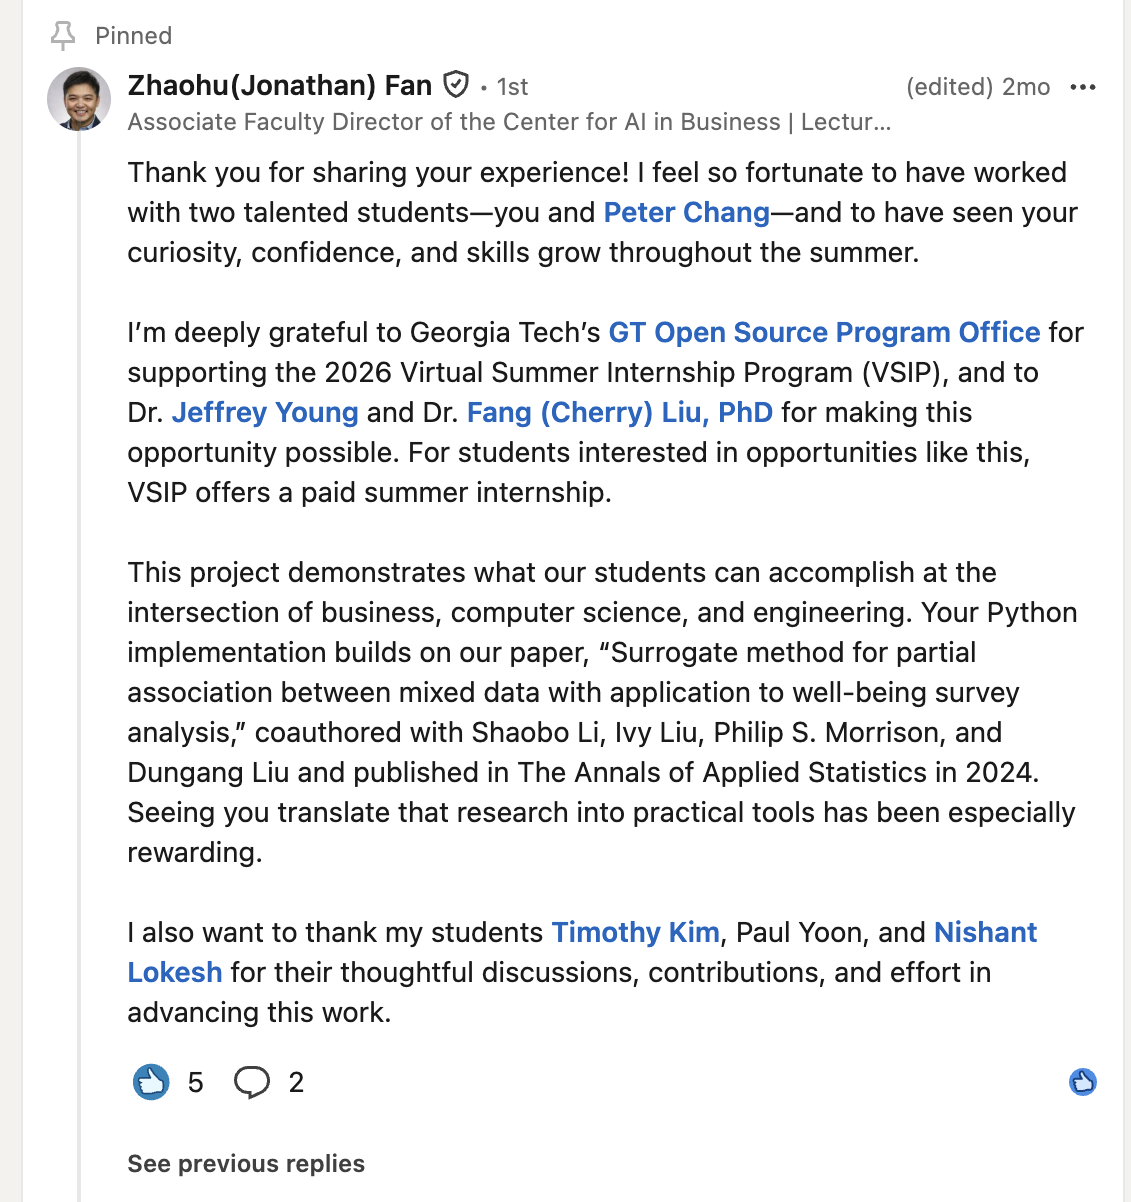 Pinned
Zhaohu(Jonathan) Fan • 1st
(edited) 2mo •••
Associate Faculty Director of the Center for AI in Business | Lectur...
Thank you for sharing your experience! I feel so fortunate to have worked
with two talented students—you and Peter Chang—and to have seen your
curiosity, confidence, and skills grow throughout the summer.
I’m deeply grateful to Georgia Tech’s GT Open Source Program Office for
supporting the 2026 Virtual Summer Internship Program (VSIP), and to
Dr. Jeffrey Young and Dr. Fang (Cherry) Liu, PhD for making this
opportunity possible. For students interested in opportunities like this,
VSIP offers a paid summer internship.
This project demonstrates what our students can accomplish at the
intersection of business, computer science, and engineering. Your Python
implementation builds on our paper, “Surrogate method for partial
association between mixed data with application to well-being survey
analysis,” coauthored with Shaobo Li, Ivy Liu, Philip S. Morrison, and
Dungang Liu and published in The Annals of Applied Statistics in 2024.
Seeing you translate that research into practical tools has been especially
rewarding.
I also want to thank my students Timothy Kim, Paul Yoon, and Nishant
Lokesh for their thoughtful discussions, contributions, and effort in
advancing this work.
5 2
See previous replies